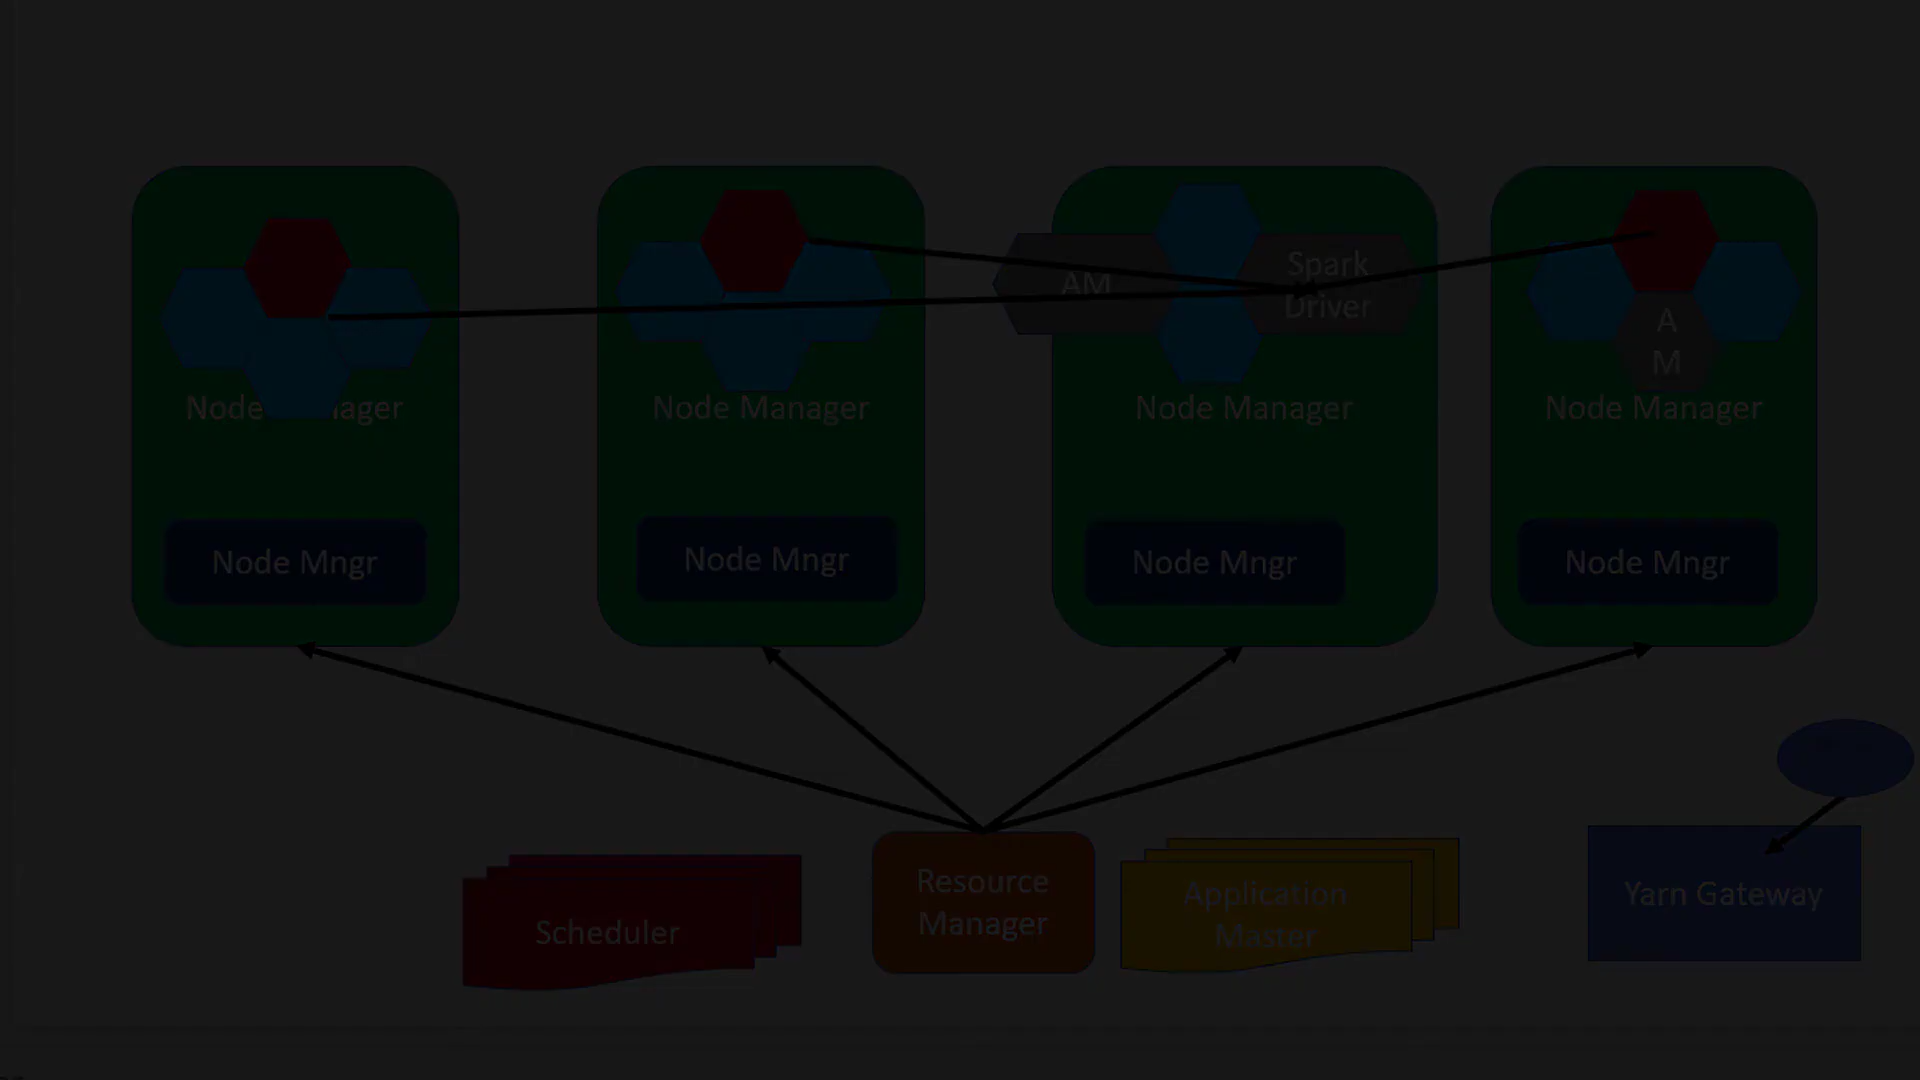 AM
Spark
Driver
A
M
Node
ager
Node Manager
Node Manager
Node Manager
Node Mngr
Node Mngr
Node Mngr
Node Mngr
Scheduler
Resource
Manager
Application
Master
Yarn Gateway